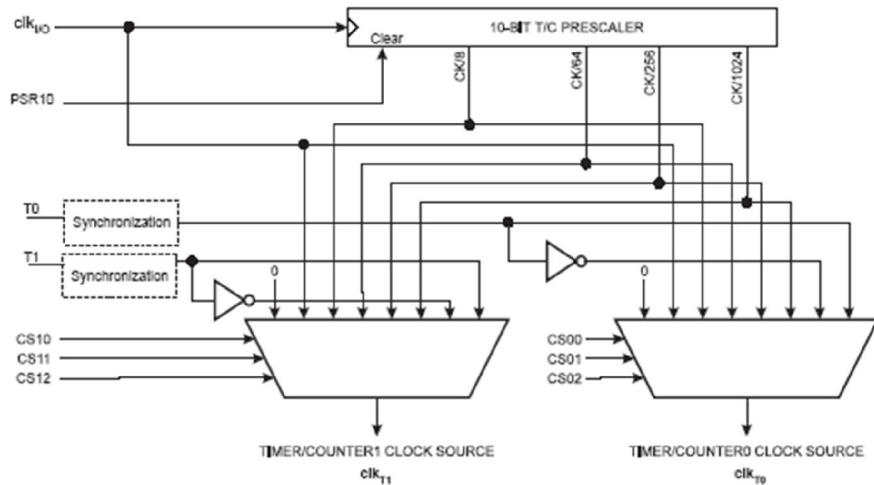 clkI/O
10-BIT T/C PRESCALER
Clear
PSR10
CK/8
CK/64
CK/256
CK/1024
T0
Synchronization
T1
Synchronization
0
0
CS10
CS11
CS12
CS00
CS01
CS02
TIMER/COUNTER1 CLOCK SOURCE
clkT1
TIMER/COUNTER0 CLOCK SOURCE
clkT0